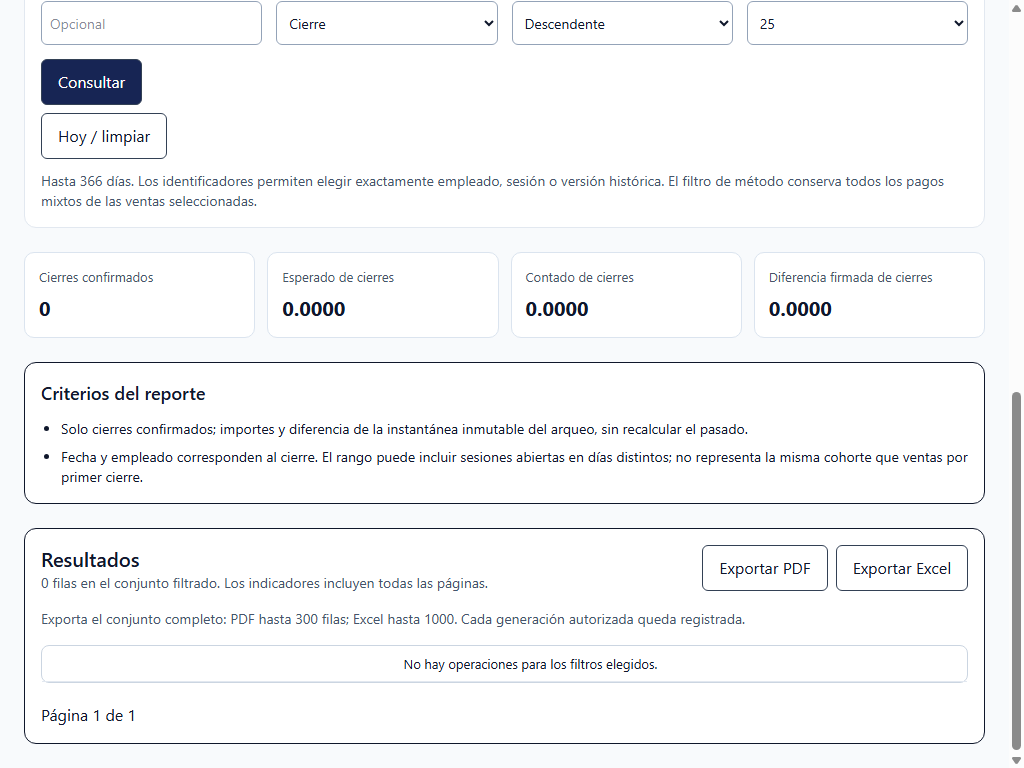 Opcional
Cierre
Descendente
25
Consultar
Hoy / limpiar
Hasta 366 días. Los identificadores permiten elegir exactamente empleado, sesión o versión histórica. El filtro de método conserva todos los pagos
mixtos de las ventas seleccionadas.
Cierres confirmados
0
Esperado de cierres
0.0000
Contado de cierres
0.0000
Diferencia firmada de cierres
0.0000
Criterios del reporte
Solo cierres confirmados; importes y diferencia de la instantánea inmutable del arqueo, sin recalcular el pasado.
Fecha y empleado corresponden al cierre. El rango puede incluir sesiones abiertas en días distintos; no representa la misma cohorte que ventas por
primer cierre.
Resultados
0 filas en el conjunto filtrado. Los indicadores incluyen todas las páginas.
Exportar PDF
Exportar Excel
Exporta el conjunto completo: PDF hasta 300 filas; Excel hasta 1000. Cada generación autorizada queda registrada.
No hay operaciones para los filtros elegidos.
Página 1 de 1